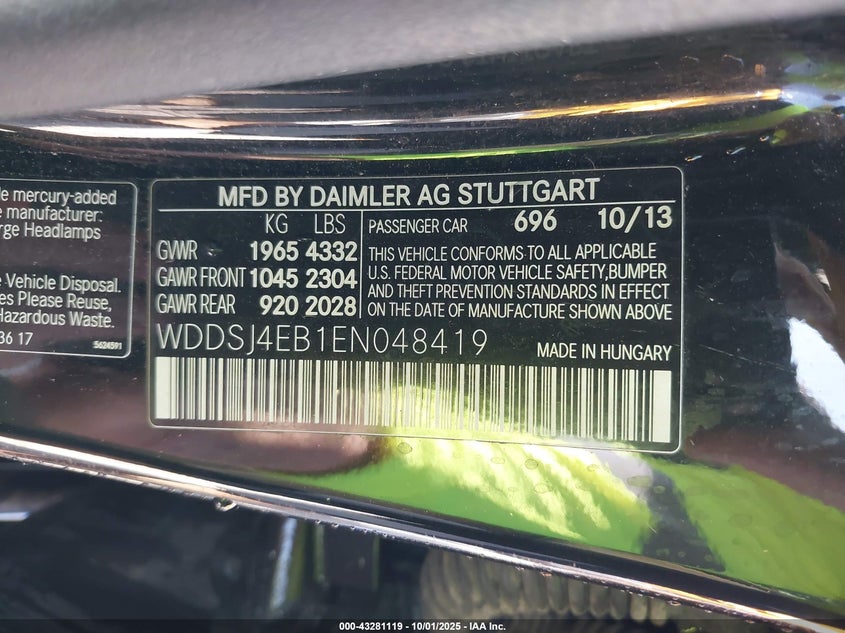 de mercury-added
e manufacturer:
rge Headlamps
e Vehicle Disposal.
es Please Reuse,
Hazardous Waste.
36 17
5624591
MFD BY DAIMLER AG STUTTGART
KG LBS
GVWR 1965 4332
GAWR FRONT 1045 2304
GAWR REAR 920 2028
PASSENGER CAR 696 10/13
THIS VEHICLE CONFORMS TO ALL APPLICABLE
U.S. FEDERAL MOTOR VEHICLE SAFETY,BUMPER
AND THEFT PREVENTION STANDARDS IN EFFECT
ON THE DATE OF MANUFACTURE SHOWN ABOVE
WDDSJ4EB1EN048419
MADE IN HUNGARY
000-43281119 - 10/01/2025 - IAA Inc.